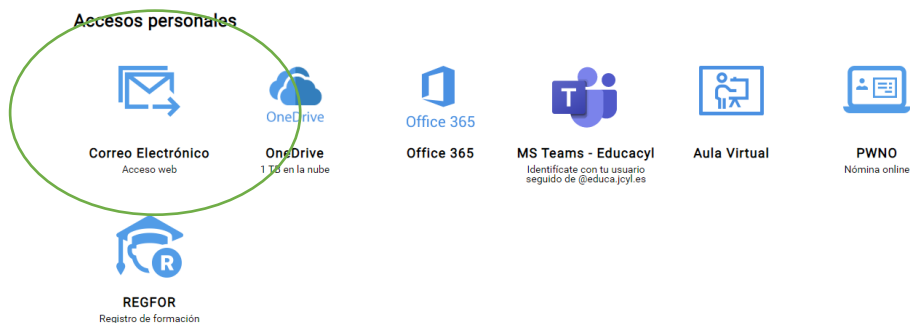 Accesos personales
OneDrive
Office 365
T
Correo Electrónico
Acceso web
OneDrive
1 TB en la nube
Office 365
MS Teams - Educacyl
Identifícate con tu usuario
seguido de @educa.jcyl.es
Aula Virtual
PWNO
Nómina online
R
REGFOR
Registro de formación